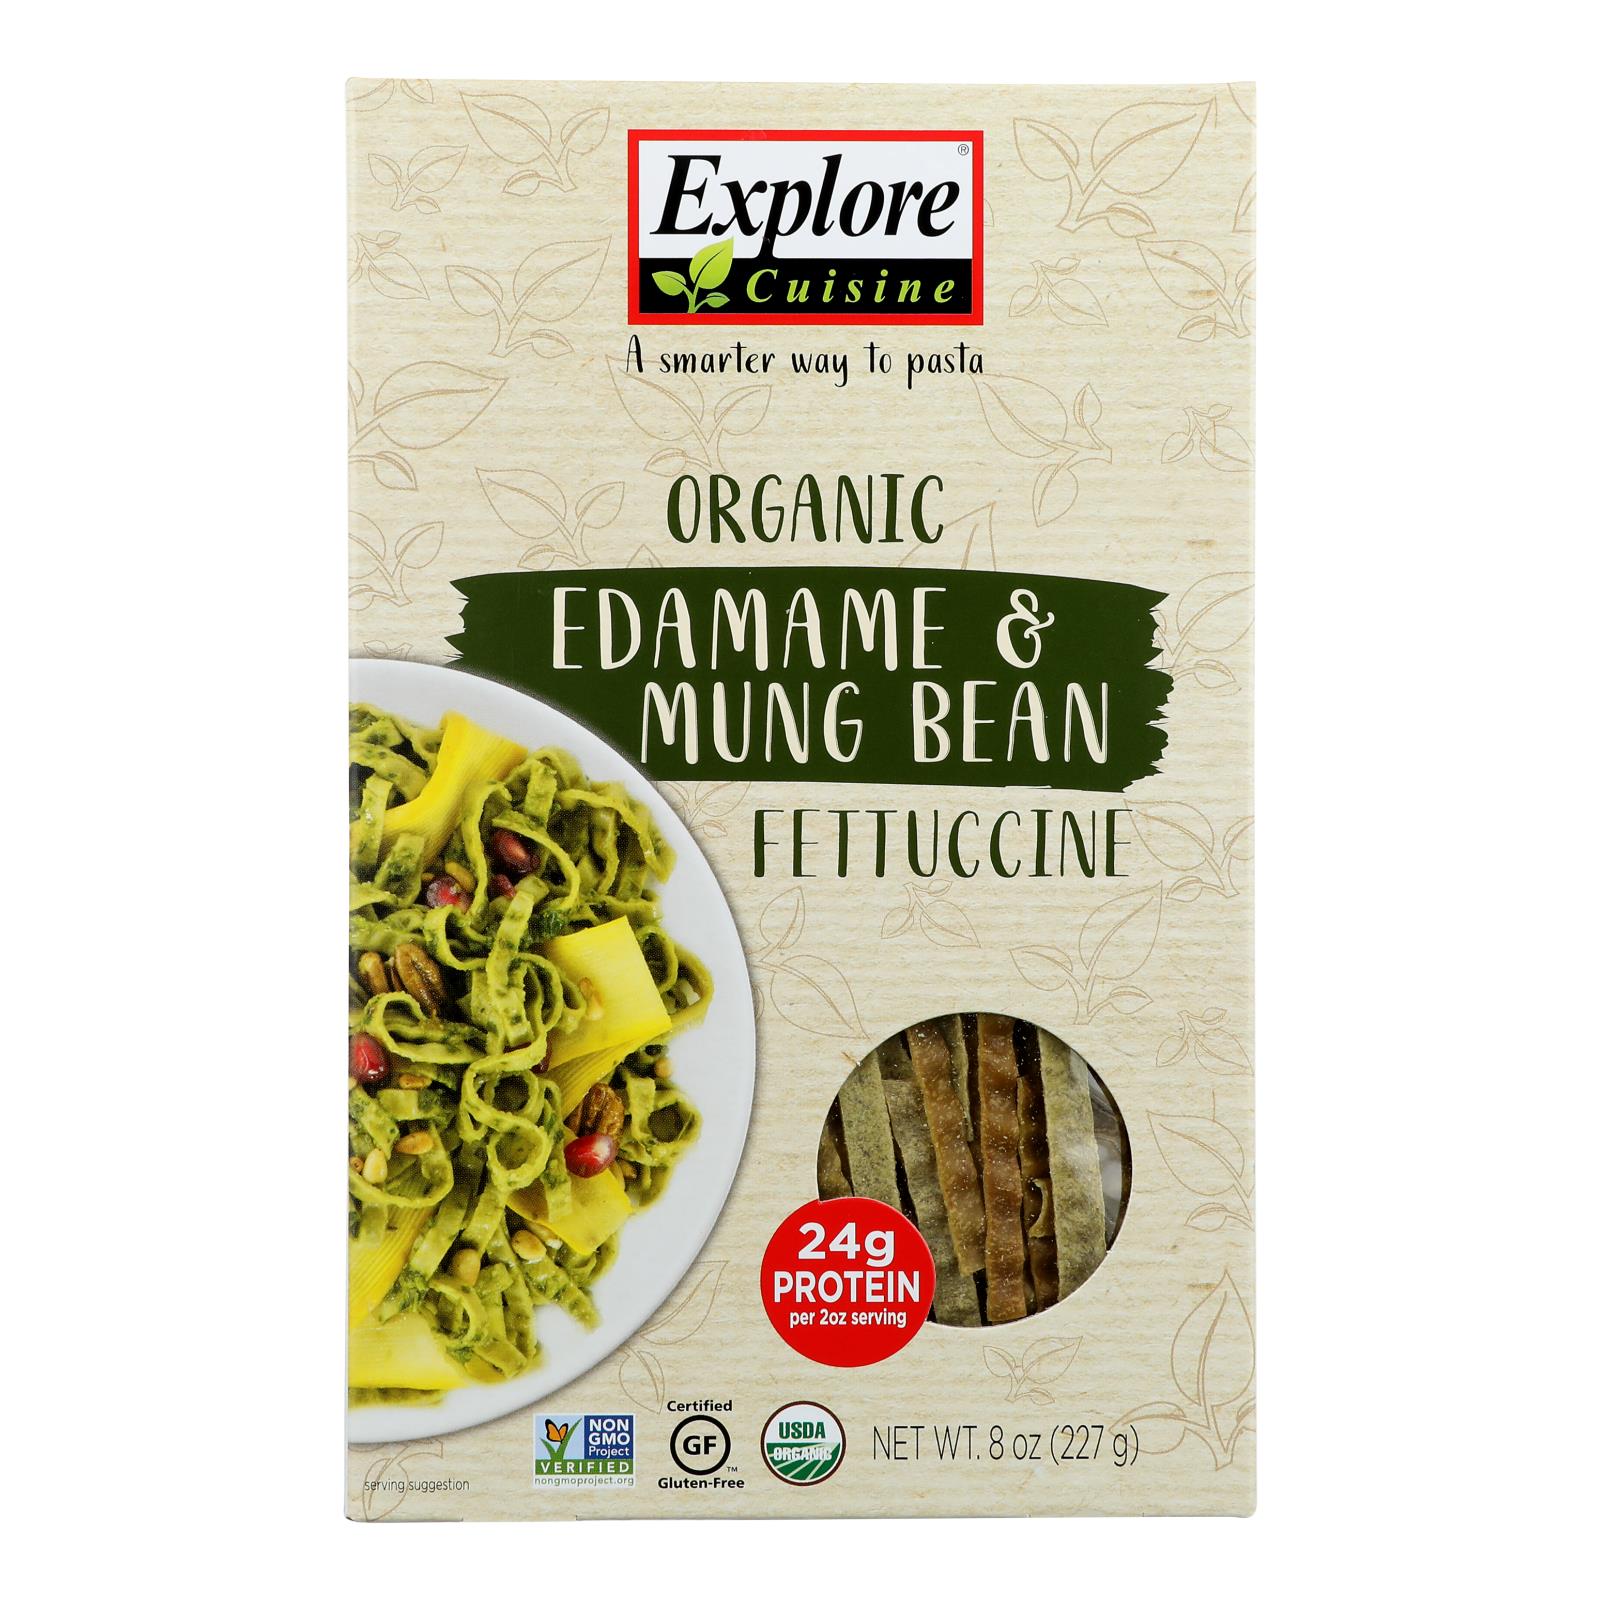 Explore®
Cuisine
A smarter way to pasta
ORGANIC
EDAMAME &
MUNG BEAN
FETTUCCINE
24g
PROTEIN
per 2oz serving
NON
GMO
Project
VERIFIED
nongmoproject.org
Certified
GF
™
Gluten-Free
USDA
ORGANIC
NET WT. 8 oz (227 g)
serving suggestion